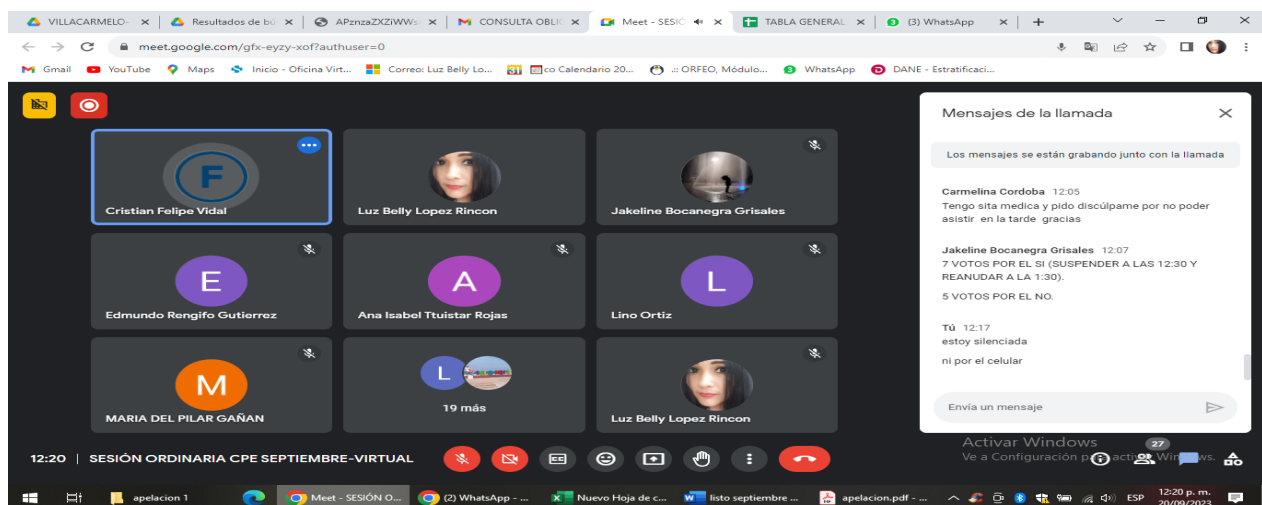 VILLACARMELO-
Resultados de bú
APznzaZXZiWWs
CONSULTA OBLIC
Meet - SESIÓ
TABLA GENERAL
(3) WhatsApp
meet.google.com/gfx-eyzy-xof?authuser=0
Gmail
YouTube
Maps
Inicio - Oficina Virt...
Correo: Luz Belly Lo...
co Calendario 20...
.:: ORFEO, Módulo...
WhatsApp
DANE - Estratificaci...
F
Cristian Felipe Vidal
Luz Belly Lopez Rincon
Jakeline Bocanegra Grisales
E
Edmundo Rengifo Gutierrez
A
Ana Isabel Ttuistar Rojas
L
Lino Ortiz
M
MARIA DEL PILAR GAÑAN
L
19 más
Luz Belly Lopez Rincon
Mensajes de la llamada
Los mensajes se están grabando junto con la llamada
Carmelina Cordoba 12:05
Tengo sita medica y pido discúlpame por no poder
asistir en la tarde gracias
Jakeline Bocanegra Grisales 12:07
7 VOTOS POR EL SI (SUSPENDER A LAS 12:30 Y
REANUDAR A LA 1:30).
5 VOTOS POR EL NO.
Tú 12:17
estoy silenciada
ni por el celular
Envía un mensaje
Activar Windows
Ve a Configuración p activ Win ws.
27
12:20 | SESIÓN ORDINARIA CPE SEPTIEMBRE-VIRTUAL
CC
apelacion 1
Meet - SESIÓN O...
(2) WhatsApp - ...
Nuevo Hoja de c...
listo septiembre ...
apelacion.pdf - ...
ESP
12:20 p. m.
20/09/2023